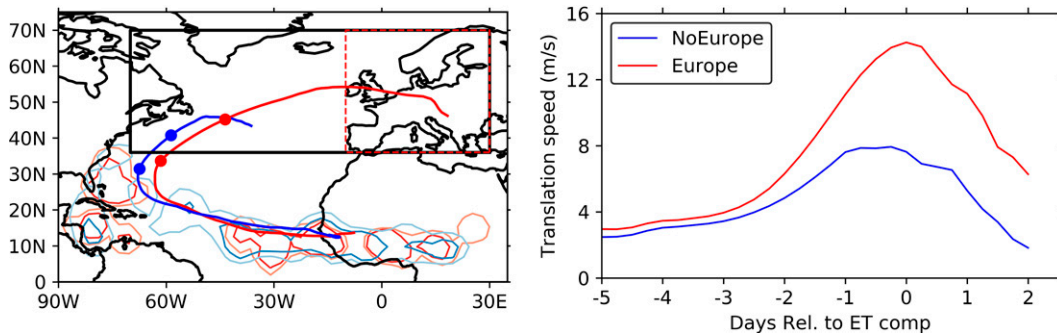 70N
60N
50N
40N
30N
20N
10N
0
90W 60W 30W 0 30E
16
12
8
4
0
Translation speed (m/s)
NoEurope
Europe
-5 -4 -3 -2 -1 0 1 2
Days Rel. to ET comp